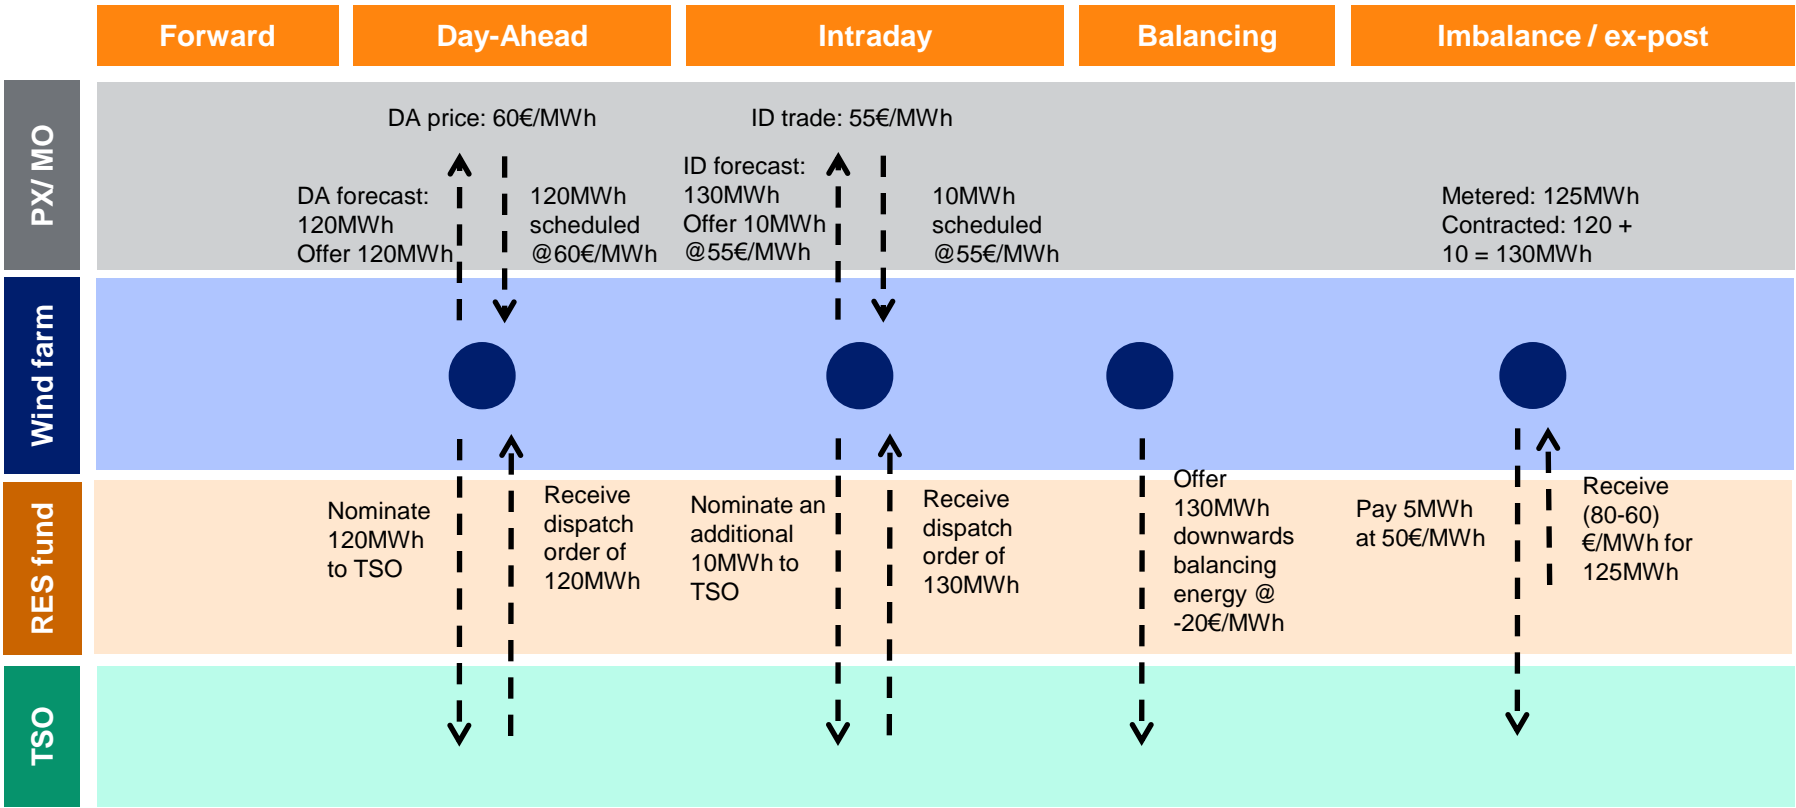 Forward
Day-Ahead
Intraday
Balancing
Imbalance / ex-post
PX/ MO
DA price: 60€/MWh
DA forecast:
120MWh
Offer 120MWh
120MWh
scheduled
@60€/MWh
ID trade: 55€/MWh
ID forecast:
130MWh
Offer 10MWh
@55€/MWh
10MWh
scheduled
@55€/MWh
Metered: 125MWh
Contracted: 120 +
10 = 130MWh
Wind farm
RES fund
Nominate
120MWh
to TSO
Receive
dispatch
order of
120MWh
Nominate an
additional
10MWh to
TSO
Receive
dispatch
order of
130MWh
Offer
130MWh
downwards
balancing
energy @
-20€/MWh
Pay 5MWh
at 50€/MWh
Receive
(80-60)
€/MWh for
125MWh
TSO